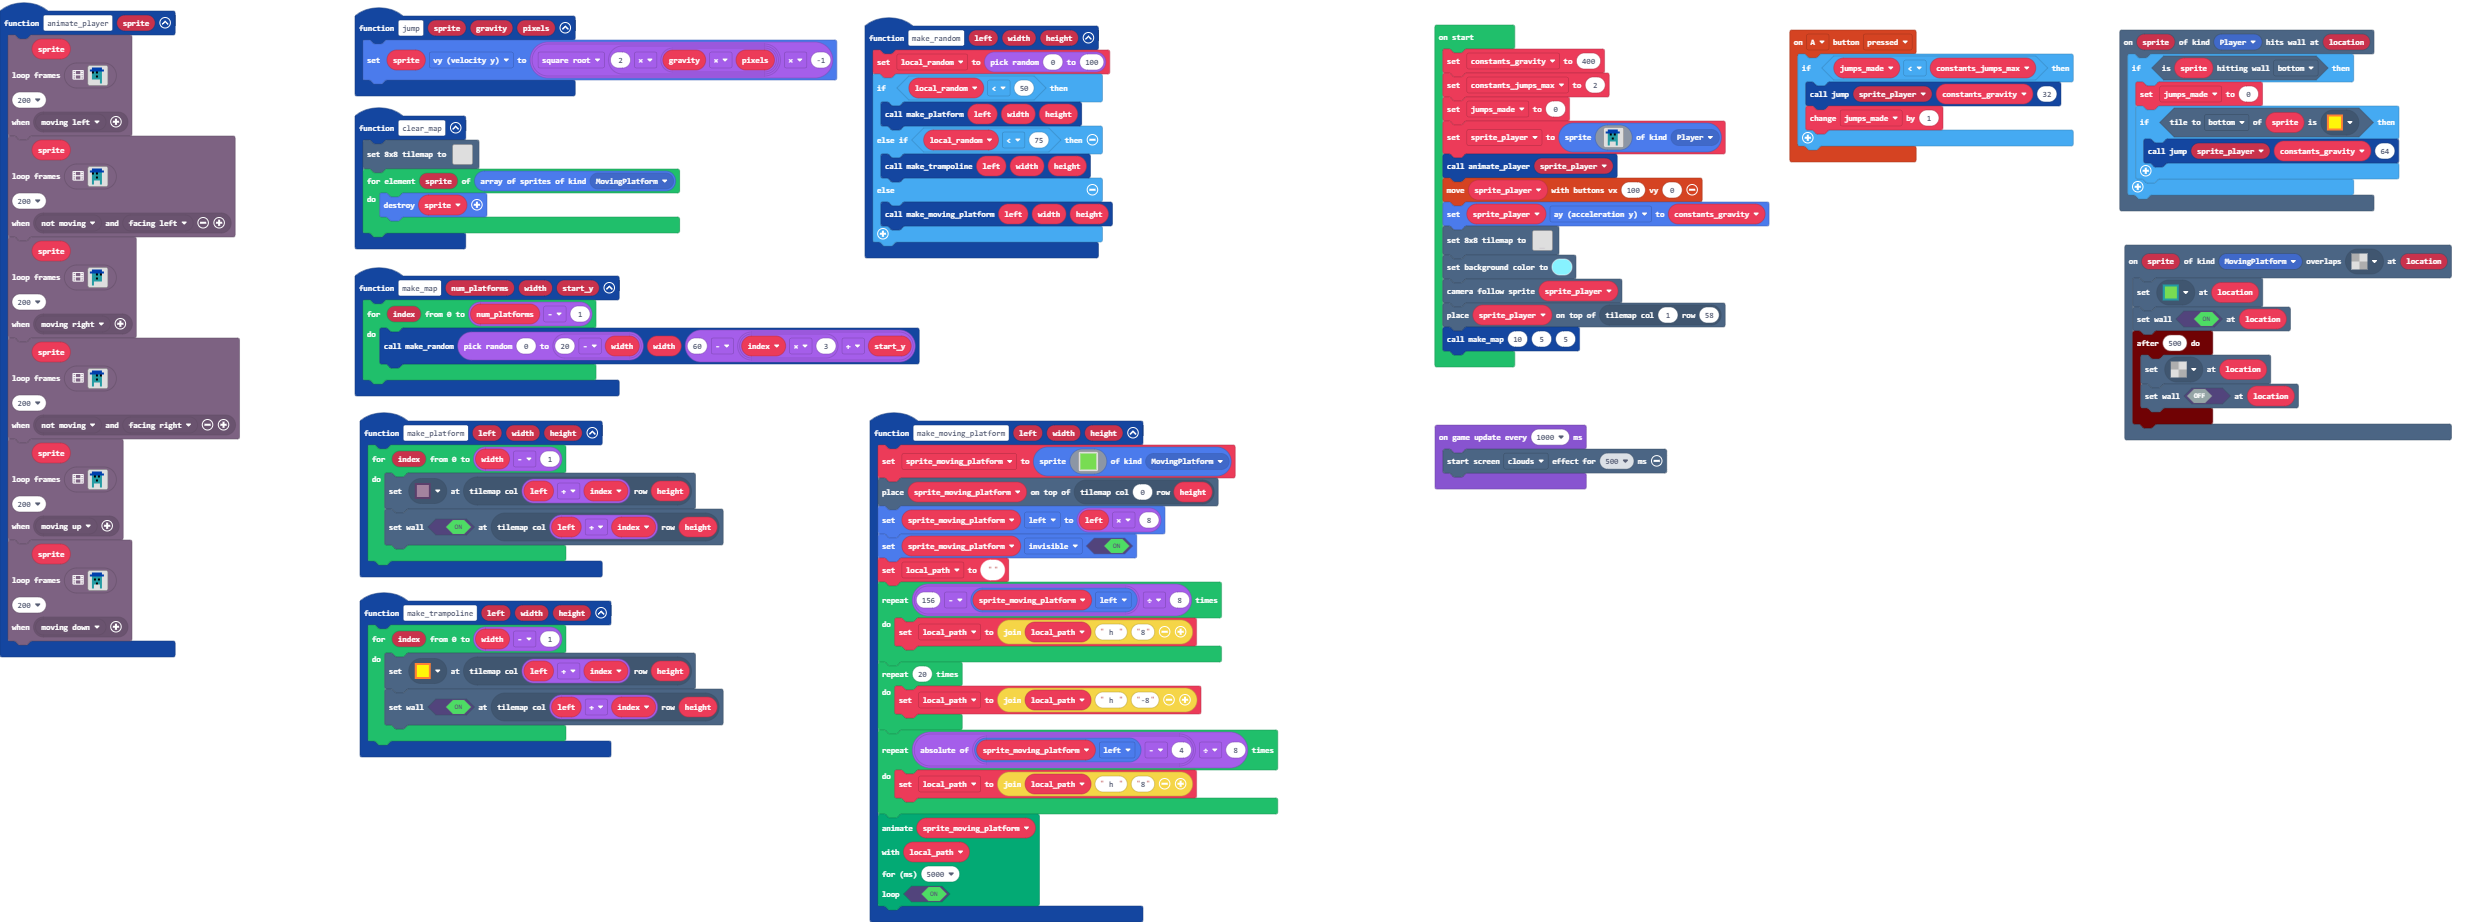 function animate_player sprite
sprite
loop frames
200
when moving left
sprite
loop frames
200
when not moving and facing left
sprite
loop frames
200
when moving right
sprite
loop frames
200
when not moving and facing right
sprite
loop frames
200
when moving up
sprite
loop frames
200
when moving down
function jump sprite gravity pixels
set sprite vy (velocity y) to square root 2 × gravity × pixels × -1
function clear_map
set 8x8 tilemap to
for element sprite of array of sprites of kind MovingPlatform
do
destroy sprite
function make_map num_platforms width start_y
for index from 0 to num_platforms - 1
do
call make_random pick random 0 to 20 - width width 60 - index × 3 + start_y
function make_platform left width height
for index from 0 to width - 1
do
set at tilemap col left + index row height
set wall ON at tilemap col left + index row height
function make_trampoline left width height
for index from 0 to width - 1
do
set at tilemap col left + index row height
set wall ON at tilemap col left + index row height
function make_random left width height
set local_random to pick random 0 to 100
if local_random < 50 then
call make_platform left width height
else if local_random < 75 then
call make_trampoline left width height
else
call make_moving_platform left width height
function make_moving_platform left width height
set sprite_moving_platform to sprite of kind MovingPlatform
place sprite_moving_platform on top of tilemap col 0 row height
set sprite_moving_platform left to left × 8
set sprite_moving_platform invisible ON
set local_path to " "
repeat 156 - sprite_moving_platform left ÷ 8 times
do
set local_path to join local_path " h " "8"
repeat 20 times
do
set local_path to join local_path " h " "-8"
repeat absolute of sprite_moving_platform left - 4 ÷ 8 times
do
set local_path to join local_path " h " "8"
animate sprite_moving_platform
with local_path
for (ms) 5000
loop ON
on start
set constants_gravity to 400
set constants_jumps_max to 2
set jumps_made to 0
set sprite_player to sprite of kind Player
call animate_player sprite_player
move sprite_player with buttons vx 100 vy 0
set sprite_player ay (acceleration y) to constants_gravity
set 8x8 tilemap to
set background color to
camera follow sprite sprite_player
place sprite_player on top of tilemap col 1 row 58
call make_map 10 5 5
on game update every 1000 ms
start screen clouds effect for 500 ms
on A button pressed
if jumps_made < constants_jumps_max then
call jump sprite_player constants_gravity 32
change jumps_made by 1
on sprite of kind Player hits wall at location
if is sprite hitting wall bottom then
set jumps_made to 0
if tile to bottom of sprite is then
call jump sprite_player constants_gravity 64
on sprite of kind MovingPlatform overlaps at location
set at location
set wall ON at location
after 500 do
set at location
set wall OFF at location